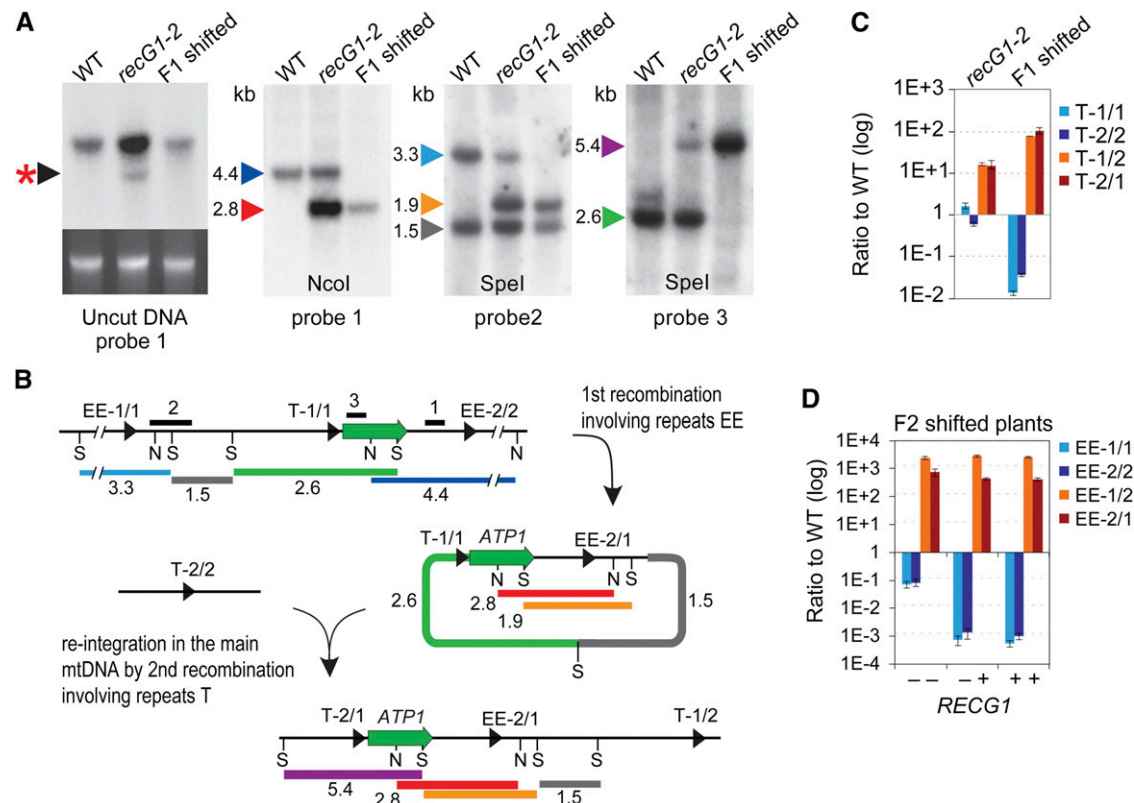 A
WT
recG1-2
F1 shifted
*
Uncut DNA
probe 1
kb
WT
recG1-2
F1 shifted
4.4
2.8
NcoI
probe 1
kb
WT
recG1-2
F1 shifted
3.3
1.9
1.5
SpeI
probe2
kb
WT
recG1-2
F1 shifted
5.4
2.6
SpeI
probe 3
B
EE-1/1
2
T-1/1
3
1
EE-2/2
S
N S
S
N
S
N
3.3
1.5
2.6
4.4
1st recombination
involving repeats EE
T-1/1
ATP1
EE-2/1
N
S
N S
2.6
2.8
1.9
1.5
S
T-2/2
re-integration in the main
mtDNA by 2nd recombination
involving repeats T
T-2/1
ATP1
EE-2/1
T-1/2
S
N
S
N
S
S
5.4
2.8
1.5
C
recG1-2
F1 shifted
Ratio to WT (log)
1E+3
1E+2
1E+1
1
1E-1
1E-2
T-1/1
T-2/2
T-1/2
T-2/1
D
F2 shifted plants
Ratio to WT (log)
1E+4
1E+3
1E+2
1E+1
1
1E-1
1E-2
1E-3
1E-4
EE-1/1
EE-2/2
EE-1/2
EE-2/1
– – – + + +
RECG1